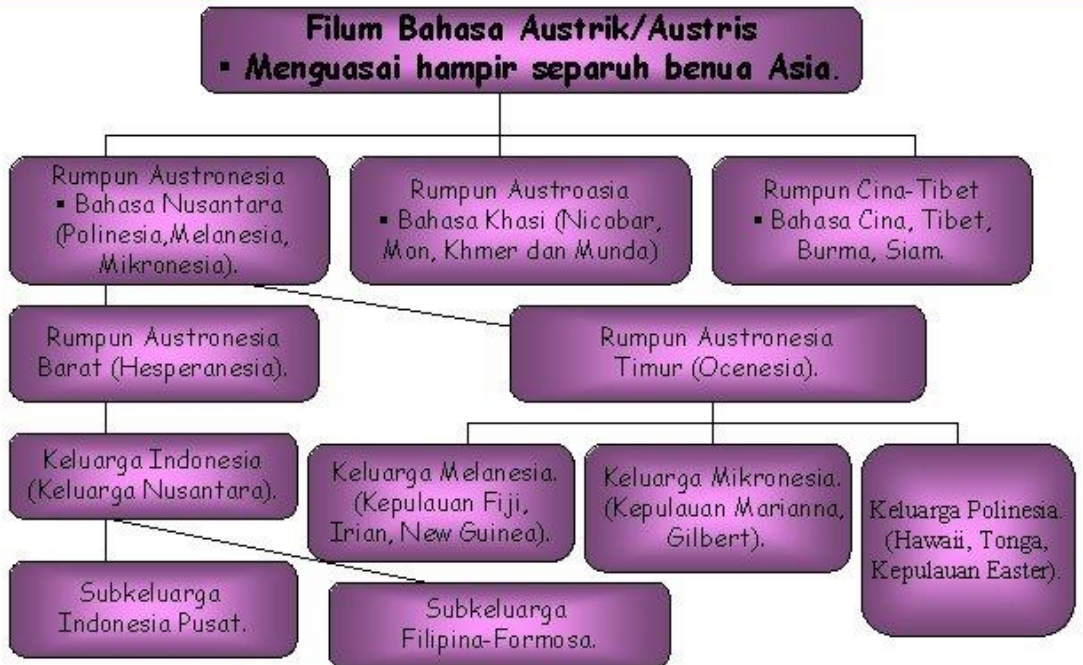 Filum Bahasa Austrik/Austris
▪ Menguasai hampir separuh benua Asia.
Rumpun Austronesia
▪ Bahasa Nusantara
(Polinesia,Melanesia,
Mikronesia).
Rumpun Austroasia
▪ Bahasa Khasi (Nicobar,
Mon, Khmer dan Munda)
Rumpun Cina-Tibet
▪ Bahasa Cina, Tibet,
Burma, Siam.
Rumpun Austronesia
Barat (Hesperanesia).
Rumpun Austronesia
Timur (Ocenesia).
Keluarga Indonesia
(Keluarga Nusantara).
Keluarga Melanesia.
(Kepulauan Fiji,
Irian, New Guinea).
Keluarga Mikronesia.
(Kepulauan Marianna,
Gilbert).
Keluarga Polinesia.
(Hawaii, Tonga,
Kepulauan Easter).
Subkeluarga
Indonesia Pusat.
Subkeluarga
Filipina-Formosa.